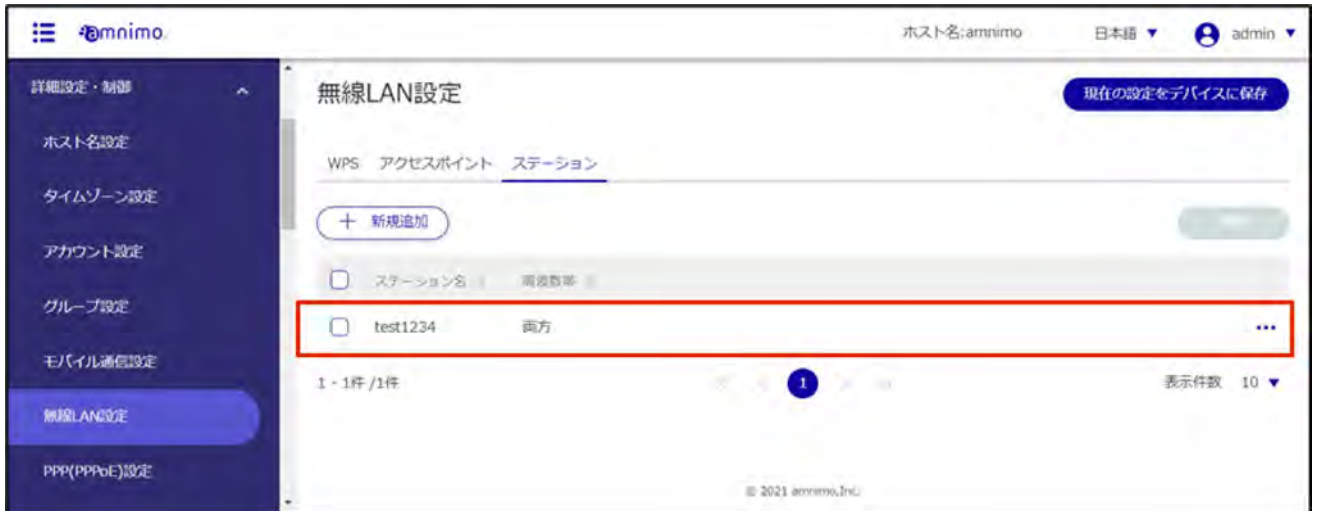 amnimo
ホスト名:amnimo
日本語 ▼
admin ▼
詳細設定・制御
ホスト名設定
タイムゾーン設定
アカウント設定
グループ設定
モバイル通信設定
無線LAN設定
PPP(PPPoE)設定
無線LAN設定
現在の設定をデバイスに保存
WPS アクセスポイント ステーション
+ 新規追加
ステーション名 周波数帯
test1234 両方 •••
1 - 1件 /1件
1
表示件数 10 ▼
© 2021 amnimo,Inc.